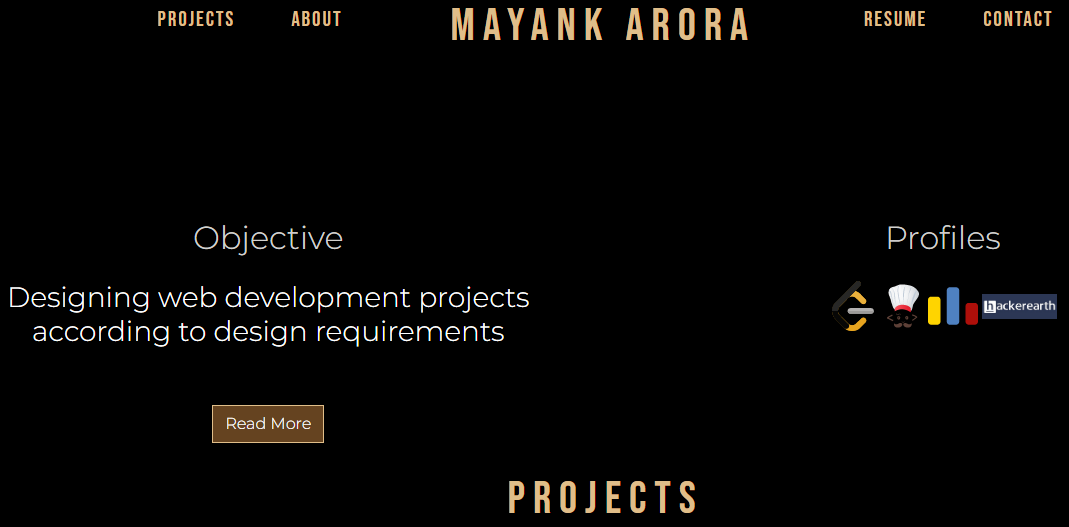 PROJECTS ABOUT MAYANK ARORA RESUME CONTACT
Objective
Designing web development projects
according to design requirements
Read More
Profiles
hackerearth
PROJECTS